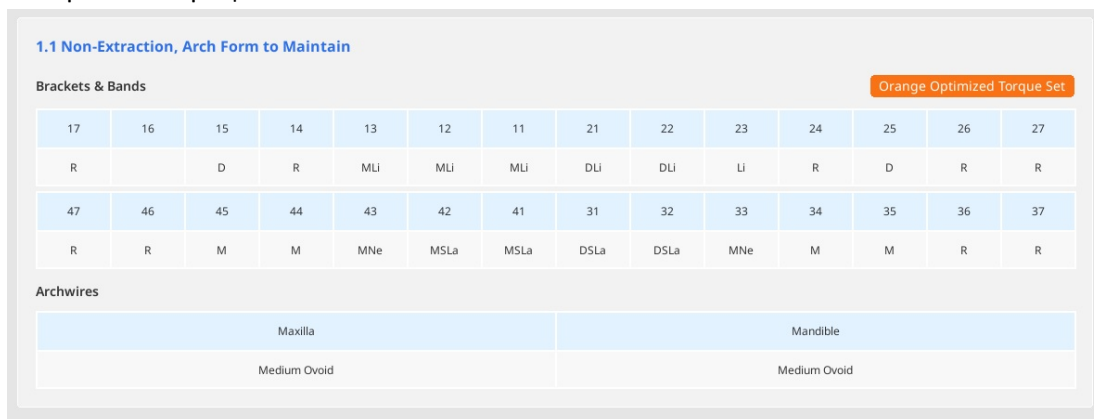 1.1 Non-Extraction, Arch Form to Maintain
Brackets & Bands Orange Optimized Torque Set
17 16 15 14 13 12 11 21 22 23 24 25 26 27
R D R MLi MLi MLi DLi DLi Li R D R R
47 46 45 44 43 42 41 31 32 33 34 35 36 37
R R M M MNe MSLa MSLa DSLa DSLa MNe M M R R
Archwires
Maxilla Mandible
Medium Ovoid Medium Ovoid